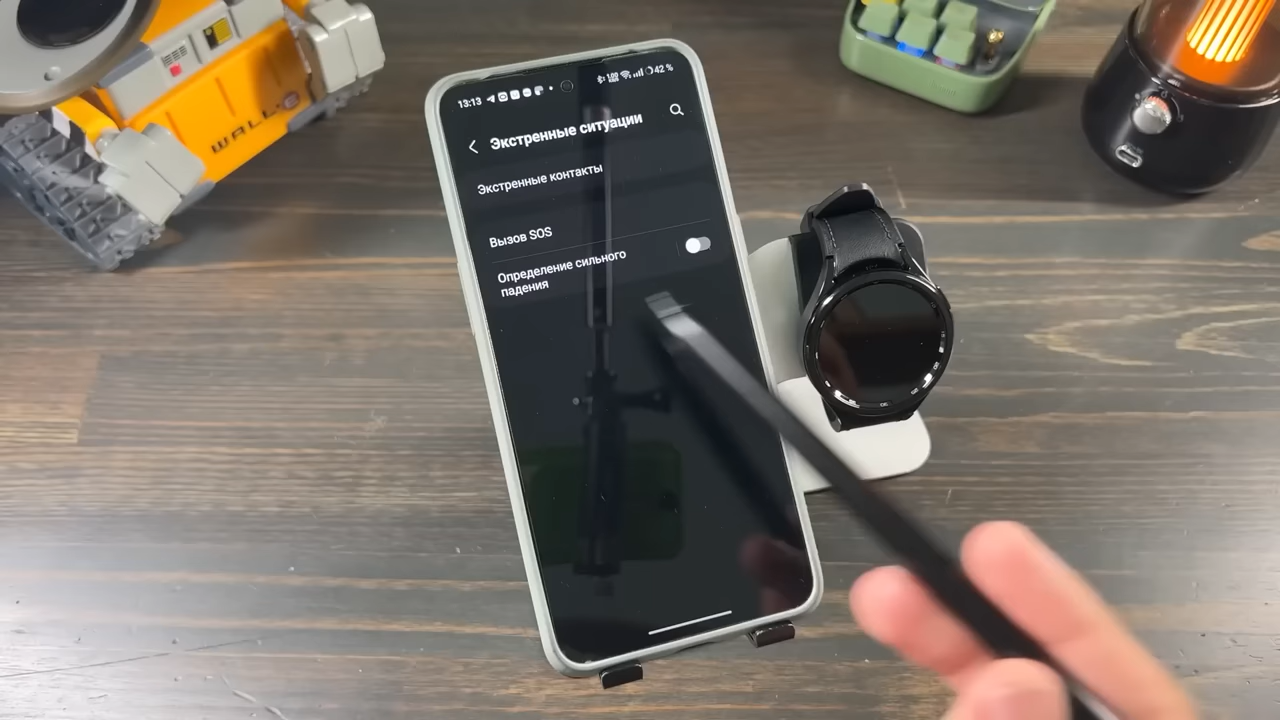 WALL·E
13:13
42 %
Экстренные ситуации
Экстренные контакты
Вызов SOS
Определение сильного
падения